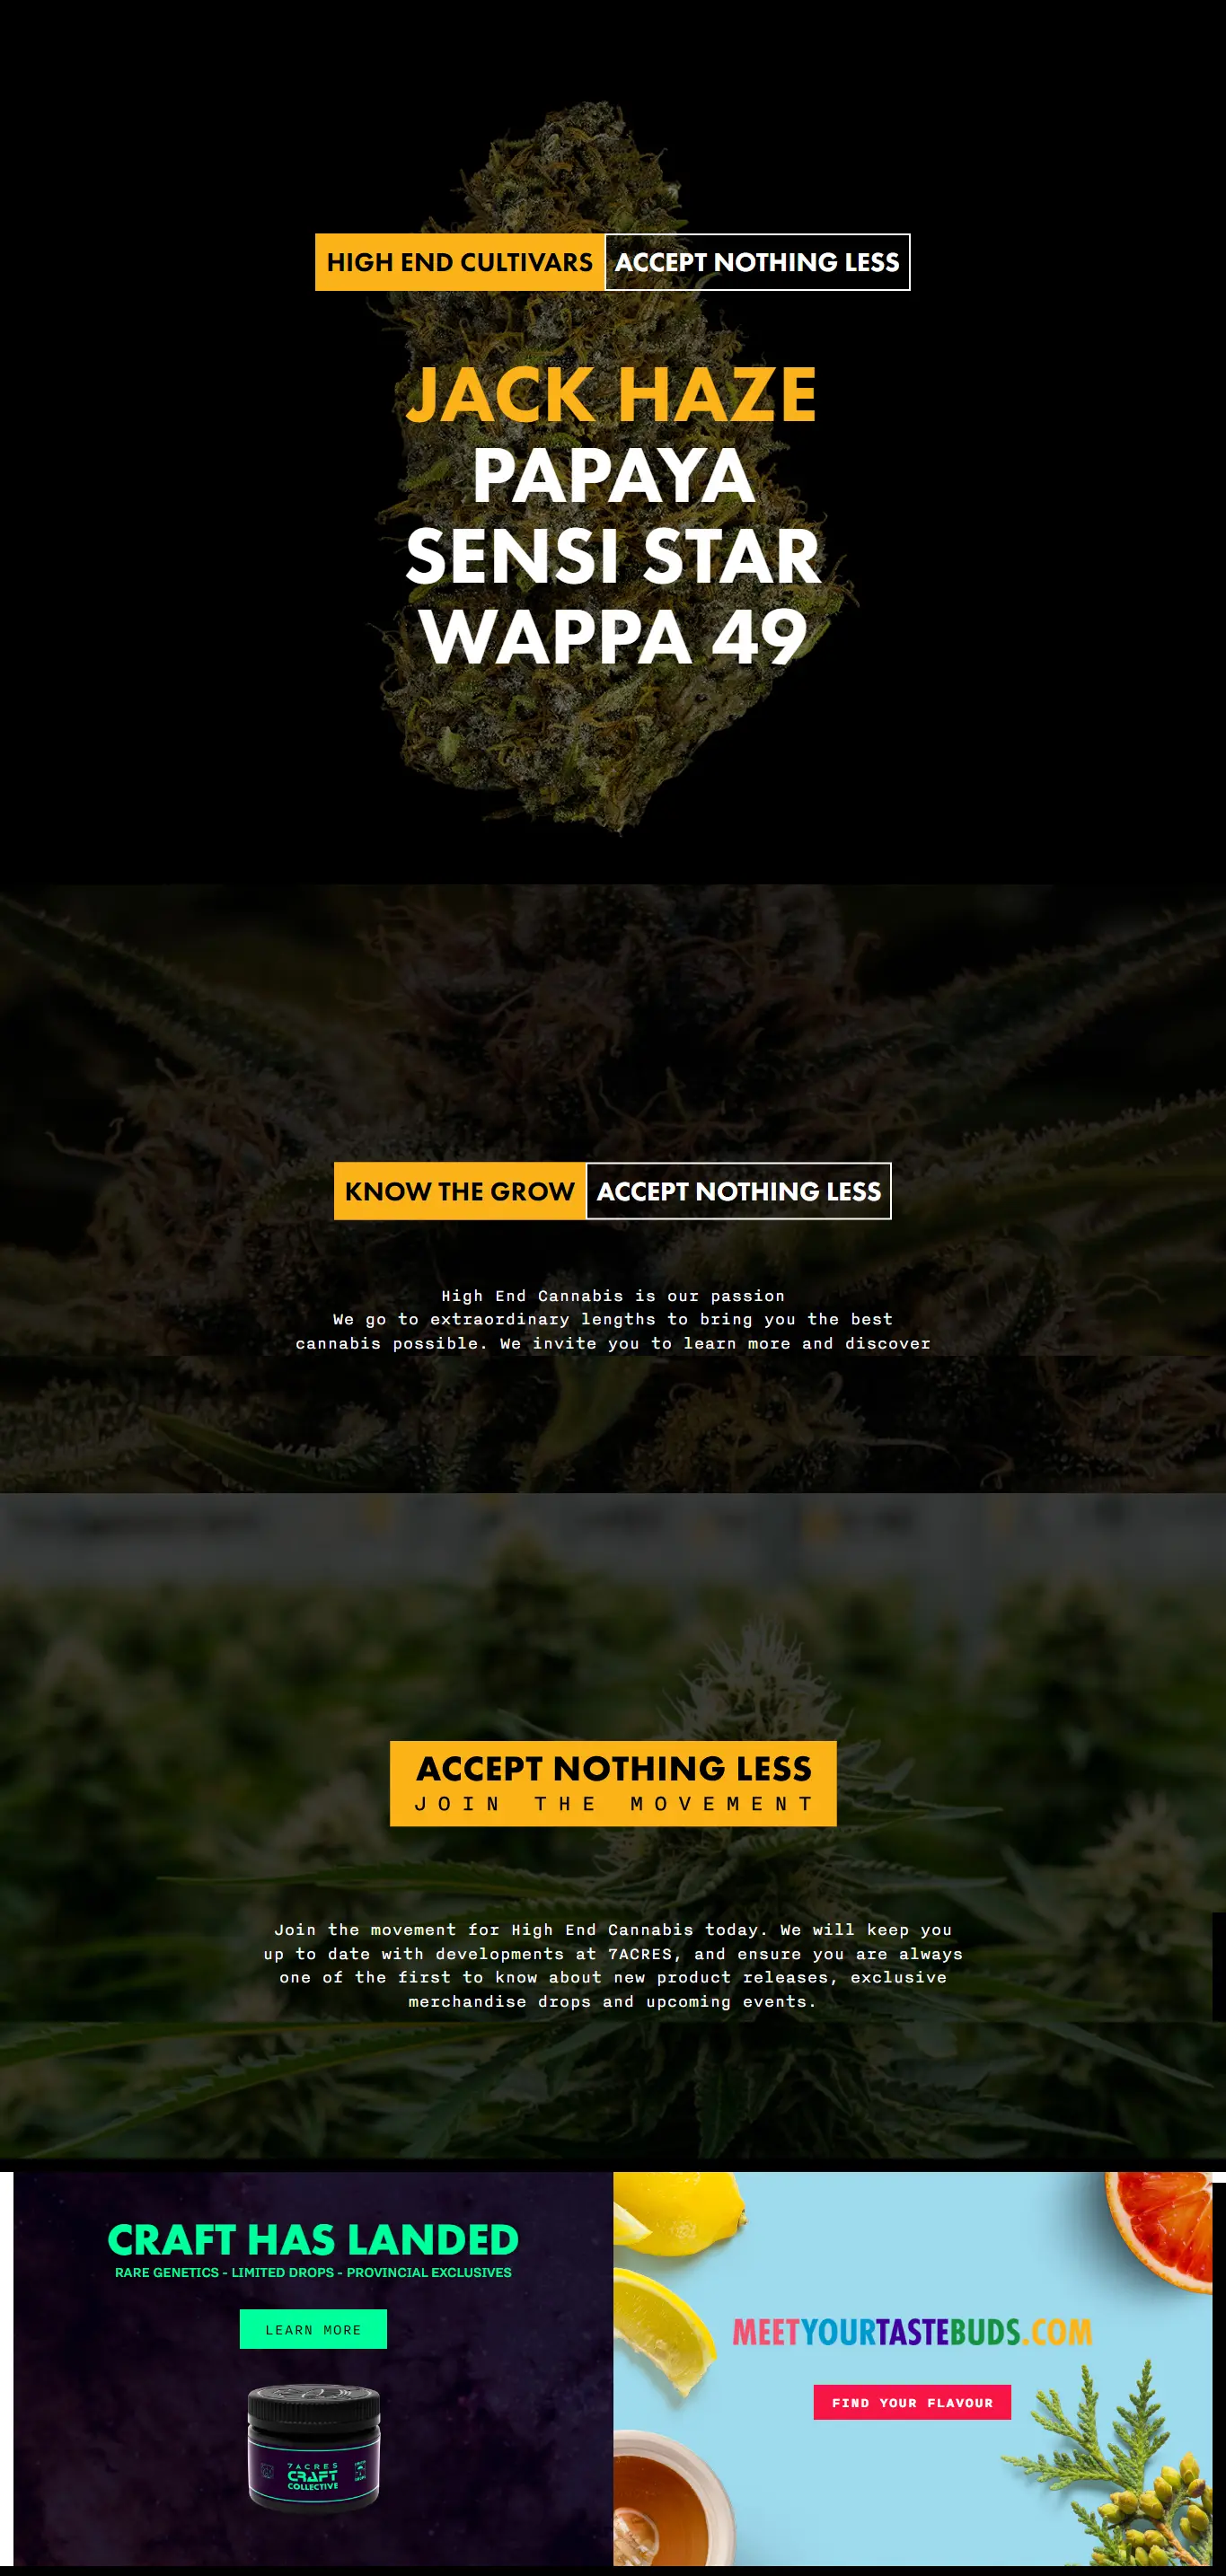 HIGH END CULTIVARS ACCEPT NOTHING LESS
JACK HAZE
PAPAYA
SENSI STAR
WAPPA 49
KNOW THE GROW ACCEPT NOTHING LESS
High End Cannabis is our passion
We go to extraordinary lengths to bring you the best
cannabis possible. We invite you to learn more and discover
ACCEPT NOTHING LESS
JOIN THE MOVEMENT
Join the movement for High End Cannabis today. We will keep you
up to date with developments at 7ACRES, and ensure you are always
one of the first to know about new product releases, exclusive
merchandise drops and upcoming events.
CRAFT HAS LANDED
RARE GENETICS - LIMITED DROPS - PROVINCIAL EXCLUSIVES
LEARN MORE
7ACRES
CRAFT
COLLECTIVE
MEETYOURTASTEBUDS.COM
FIND YOUR FLAVOUR